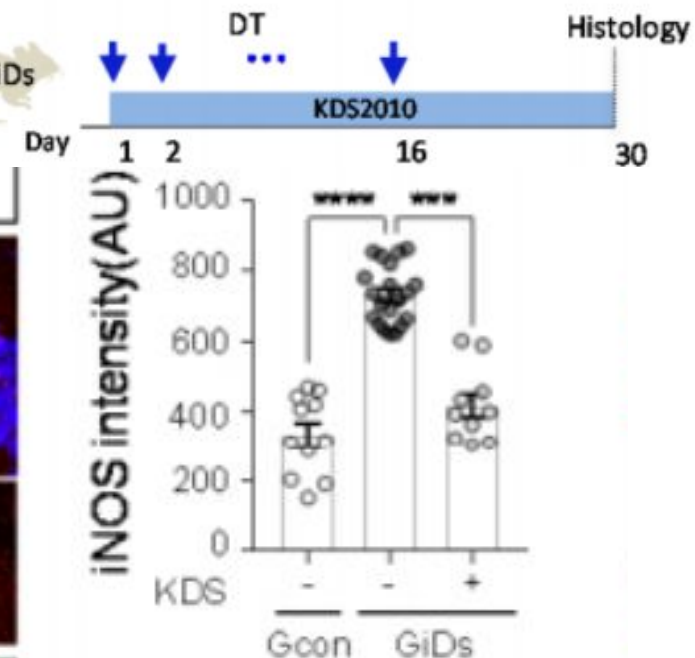 DT
Histology
iDs
...
KDS2010
Day 1 2 16 30
iNOS intensity(AU)
1000
**** ***
800
600
400
200
0
KDS - - +
Gcon GiDs